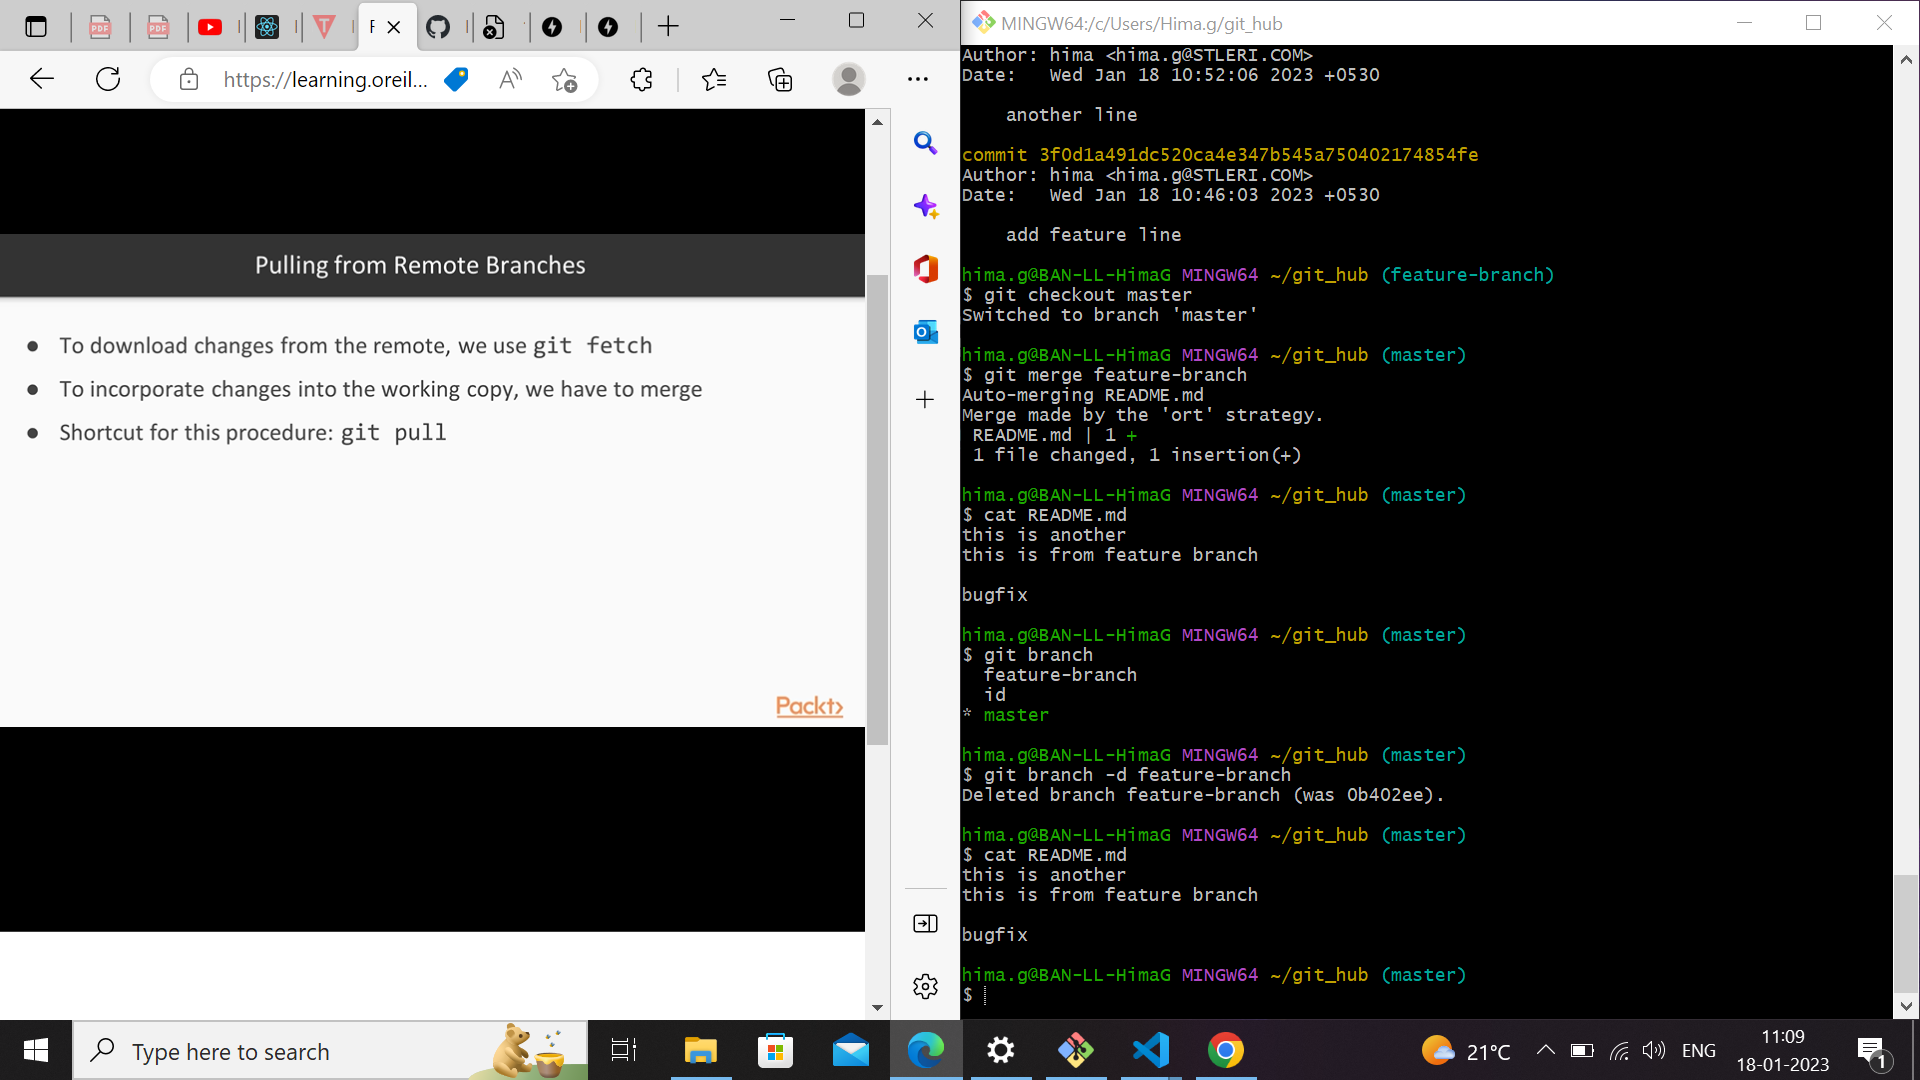 F
https://learning.oreil...
Pulling from Remote Branches
● To download changes from the remote, we use git fetch
● To incorporate changes into the working copy, we have to merge
● Shortcut for this procedure: git pull
Packt>
MINGW64:/c/Users/Hima.g/git_hub
Author: hima <hima.g@STLERI.COM>
Date:   Wed Jan 18 10:52:06 2023 +0530
another line
commit 3f0d1a491dc520ca4e347b545a750402174854fe
Author: hima <hima.g@STLERI.COM>
Date:   Wed Jan 18 10:46:03 2023 +0530
add feature line
hima.g@BAN-LL-HimaG MINGW64 ~/git_hub (feature-branch)
$ git checkout master
Switched to branch 'master'
hima.g@BAN-LL-HimaG MINGW64 ~/git_hub (master)
$ git merge feature-branch
Auto-merging README.md
Merge made by the 'ort' strategy.
README.md | 1 +
1 file changed, 1 insertion(+)
hima.g@BAN-LL-HimaG MINGW64 ~/git_hub (master)
$ cat README.md
this is another
this is from feature branch
bugfix
hima.g@BAN-LL-HimaG MINGW64 ~/git_hub (master)
$ git branch
feature-branch
id
* master
hima.g@BAN-LL-HimaG MINGW64 ~/git_hub (master)
$ git branch -d feature-branch
Deleted branch feature-branch (was 0b402ee).
hima.g@BAN-LL-HimaG MINGW64 ~/git_hub (master)
$ cat README.md
this is another
this is from feature branch
bugfix
hima.g@BAN-LL-HimaG MINGW64 ~/git_hub (master)
$
Type here to search
21°C
ENG
11:09
18-01-2023
1